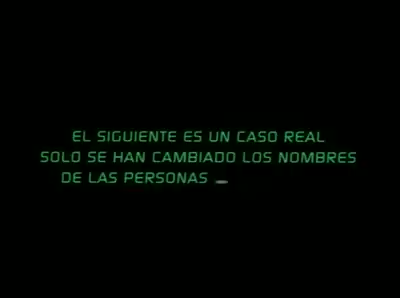 EL SIGUIENTE ES UN CASO REAL
SOLO SE HAN CAMBIADO LOS NOMBRES
DE LAS PERSONAS